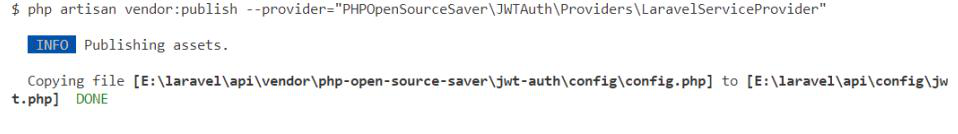 $ php artisan vendor:publish --provider="PHPOpenSourceSaver\JWTAuth\Providers\LaravelServiceProvider"
INFO Publishing assets.
Copying file [E:\laravel\api\vendor\php-open-source-saver\jwt-auth\config\config.php] to [E:\laravel\api\config\jw
t.php] DONE